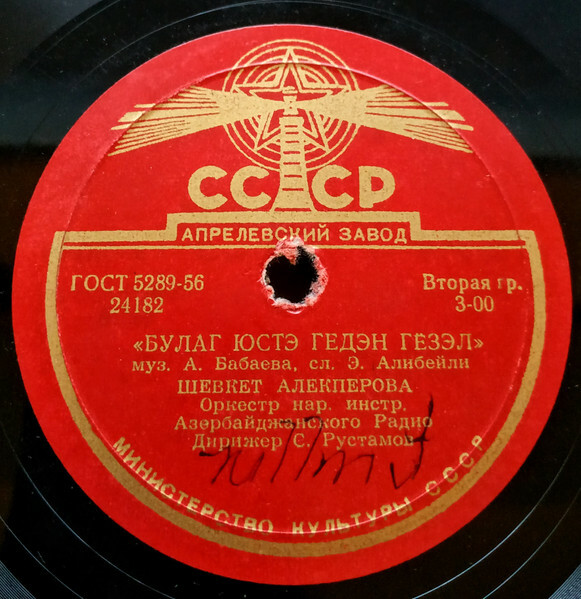 СССР
АПРЕЛЕВСКИЙ ЗАВОД
ГОСТ 5289-56
24182
Вторая гр.
3-00
«БУЛАГ ЮСТЭ ГЕДЭН ГЁЗЭЛ»
муз. А. Бабаева, сл. Э. Алибейли
ШЕВКЕТ АЛЕКПЕРОВА
Оркестр нар. инстр.
Азербайджанского Радио
Дирижер С. Рустамов
МИНИСТЕРСТВО КУЛЬТУРЫ СССР